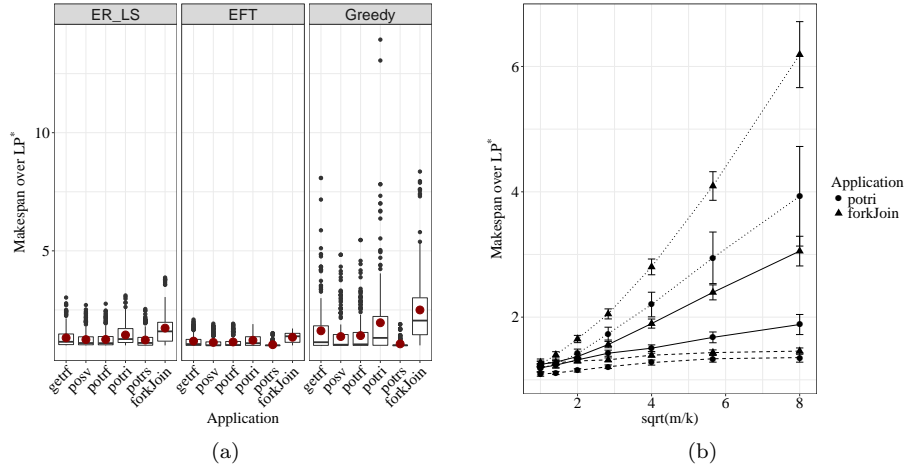 ER_LS EFT Greedy
Makespan over LP*
10
5
getrf posv potrf potri potrs forkJoin getrf posv potrf potri potrs forkJoin getrf posv potrf potri potrs forkJoin
Application
(a)
Makespan over LP*
6
4
2
2 4 6 8
sqrt(m/k)
Application
potri
forkJoin
(b)